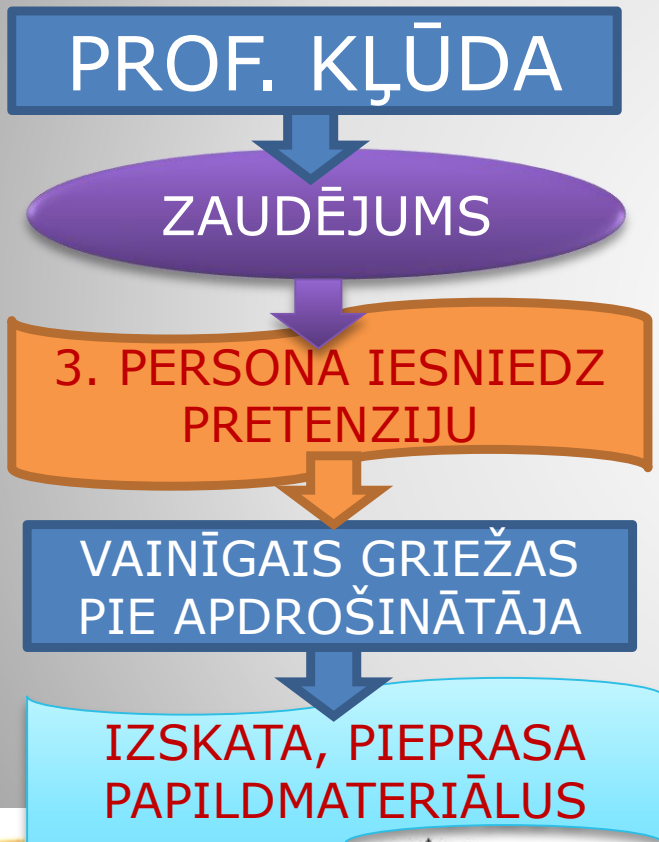 PROF. KĻŪDA
ZAUDĒJUMS
3. PERSONA IESNIEDZ
PRETENZIJU
VAINĪGAIS GRIEŽAS
PIE APDROŠINĀTĀJA
IZSKATA, PIEPRASA
PAPILDMATERIĀLUS